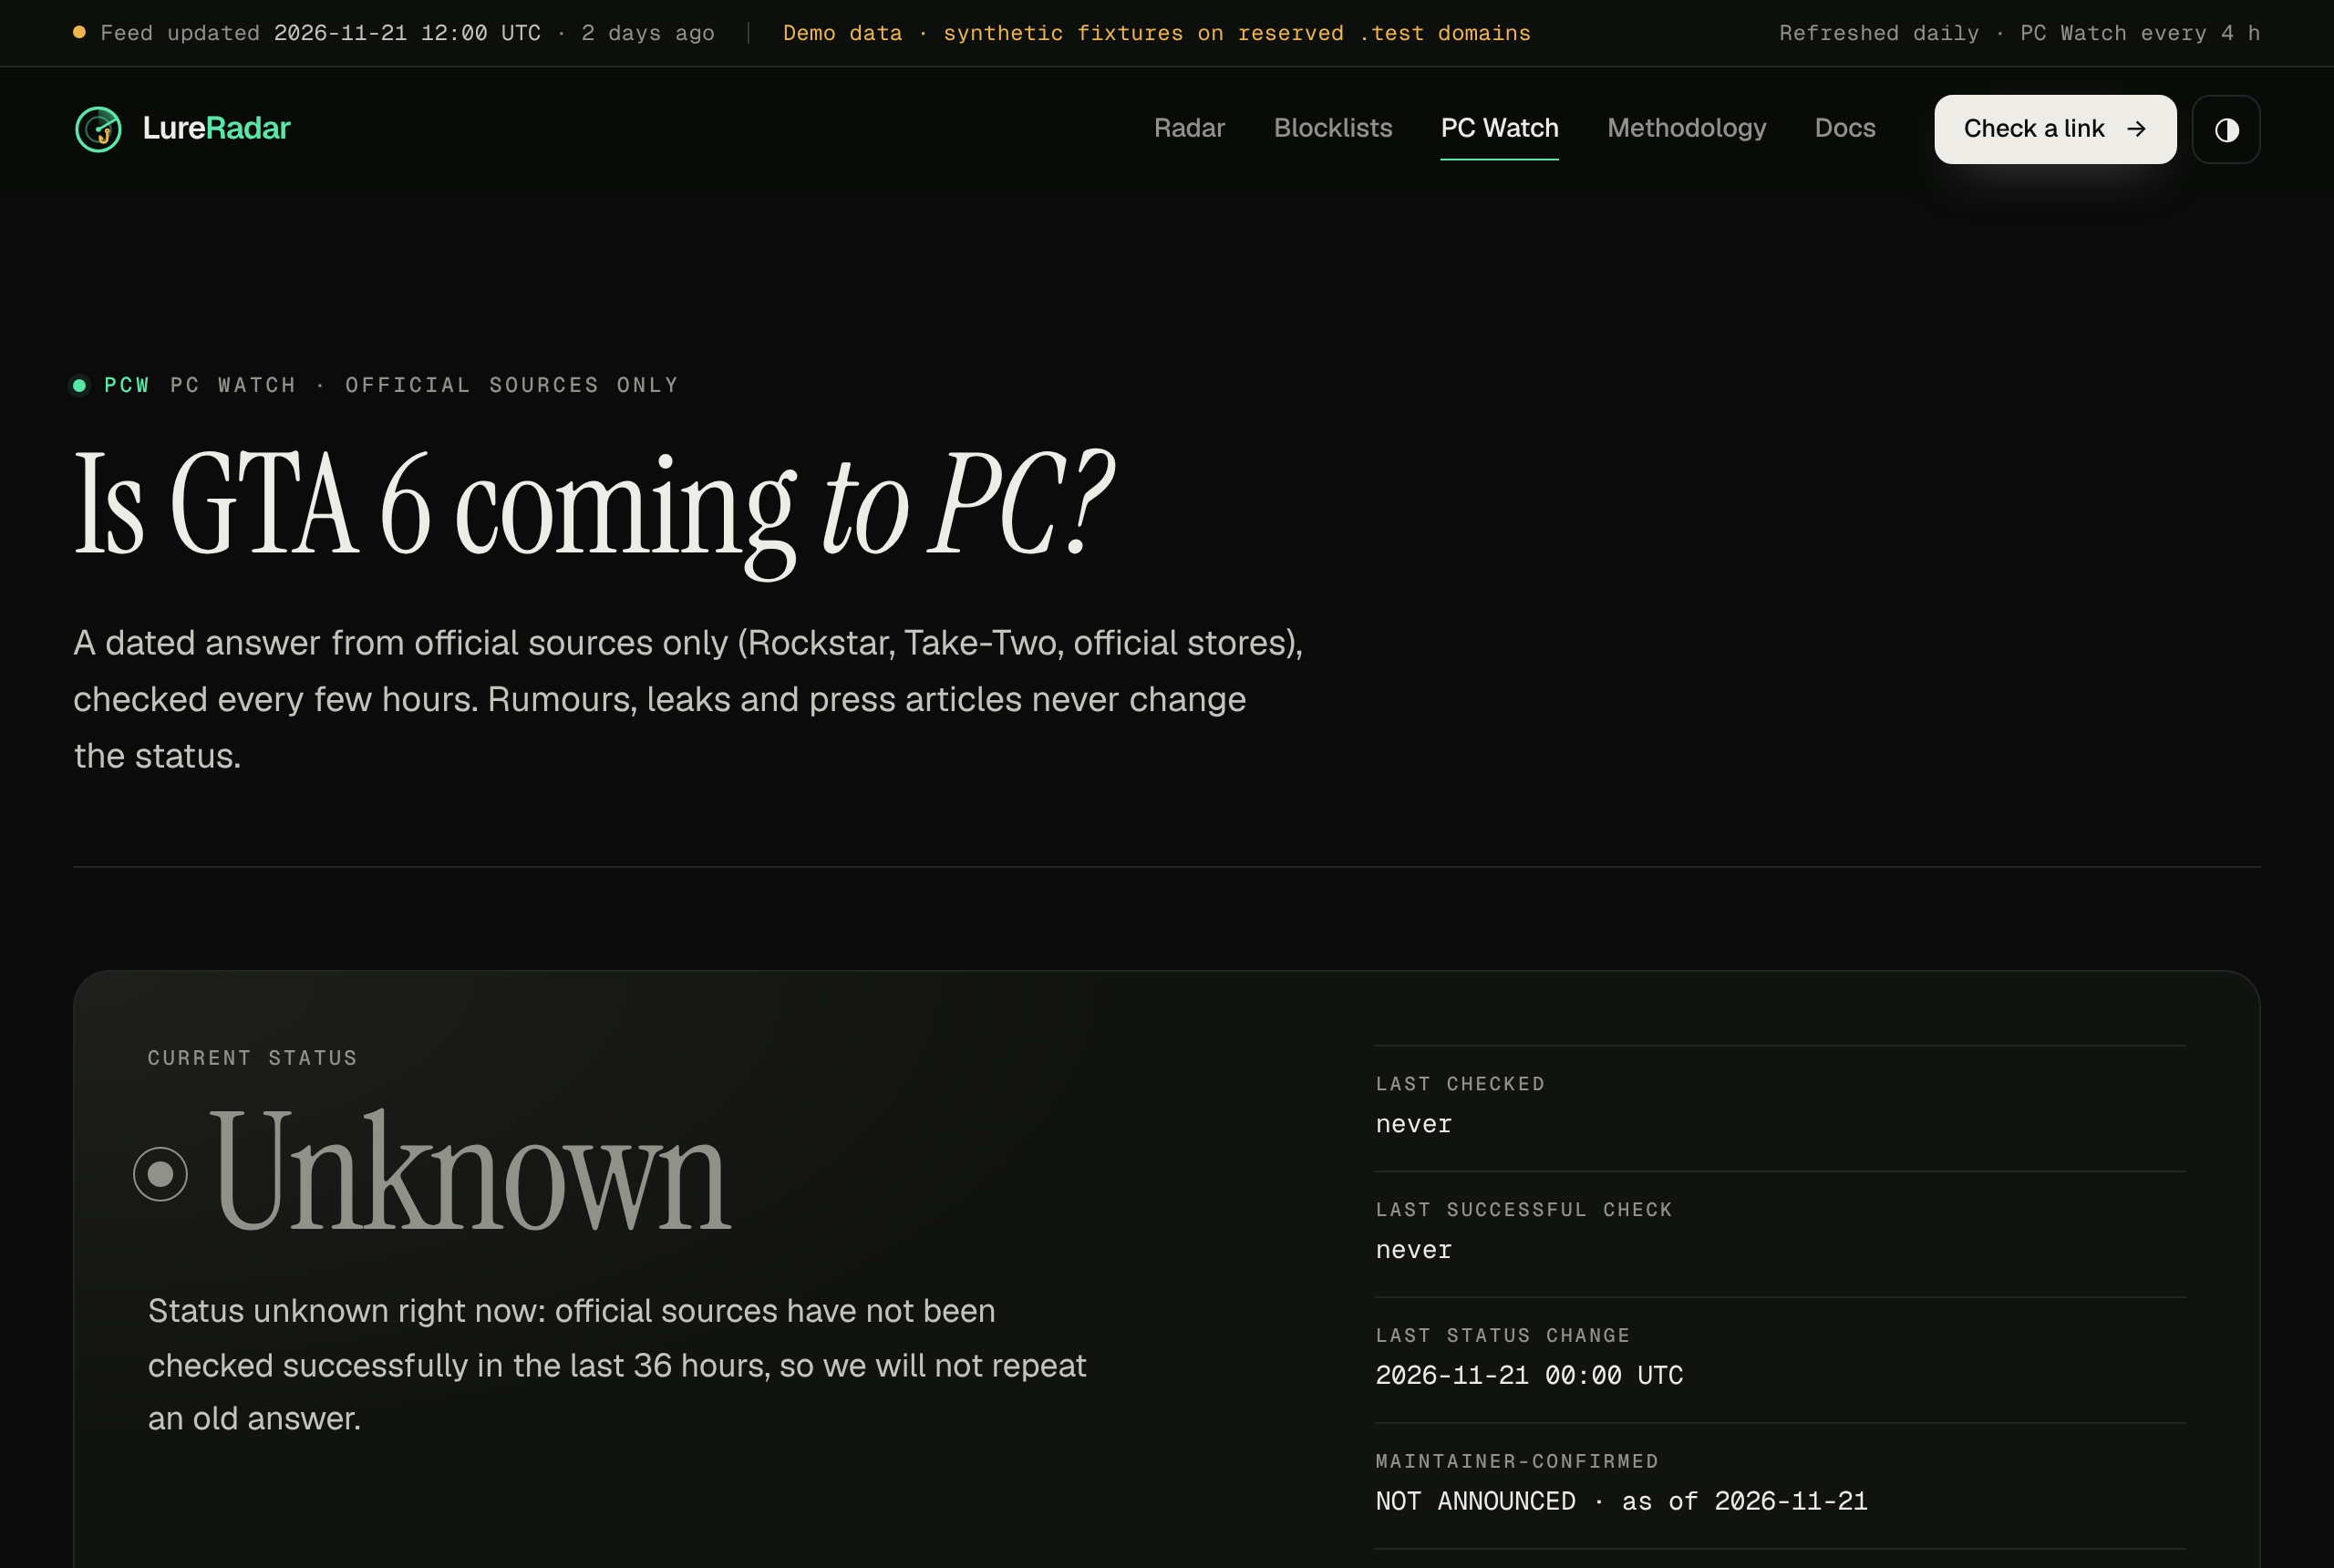 Feed updated 2026-11-21 12:00 UTC · 2 days ago
Demo data · synthetic fixtures on reserved .test domains
Refreshed daily · PC Watch every 4 h
LureRadar
Radar
Blocklists
PC Watch
Methodology
Docs
Check a link →
PCW PC WATCH · OFFICIAL SOURCES ONLY
Is GTA 6 coming to PC?
A dated answer from official sources only (Rockstar, Take-Two, official stores),
checked every few hours. Rumours, leaks and press articles never change
the status.
CURRENT STATUS
Unknown
Status unknown right now: official sources have not been
checked successfully in the last 36 hours, so we will not repeat
an old answer.
LAST CHECKED
never
LAST SUCCESSFUL CHECK
never
LAST STATUS CHANGE
2026-11-21 00:00 UTC
MAINTAINER-CONFIRMED
NOT ANNOUNCED · as of 2026-11-21